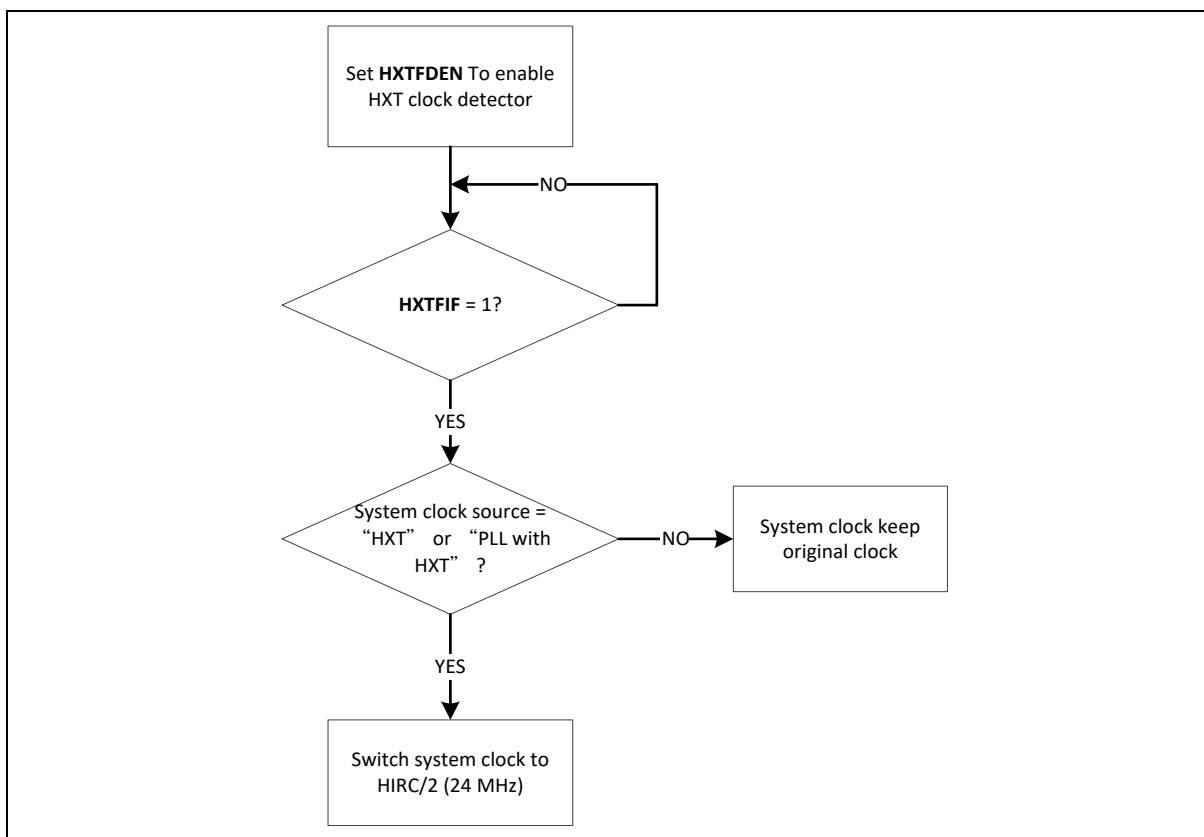 Set HXTFDEN To enable
HXT clock detector
NO
HXTFIF = 1?
YES
System clock source =
“HXT” or “PLL with
HXT” ?
NO
System clock keep
original clock
YES
Switch system clock to
HIRC/2 (24 MHz)